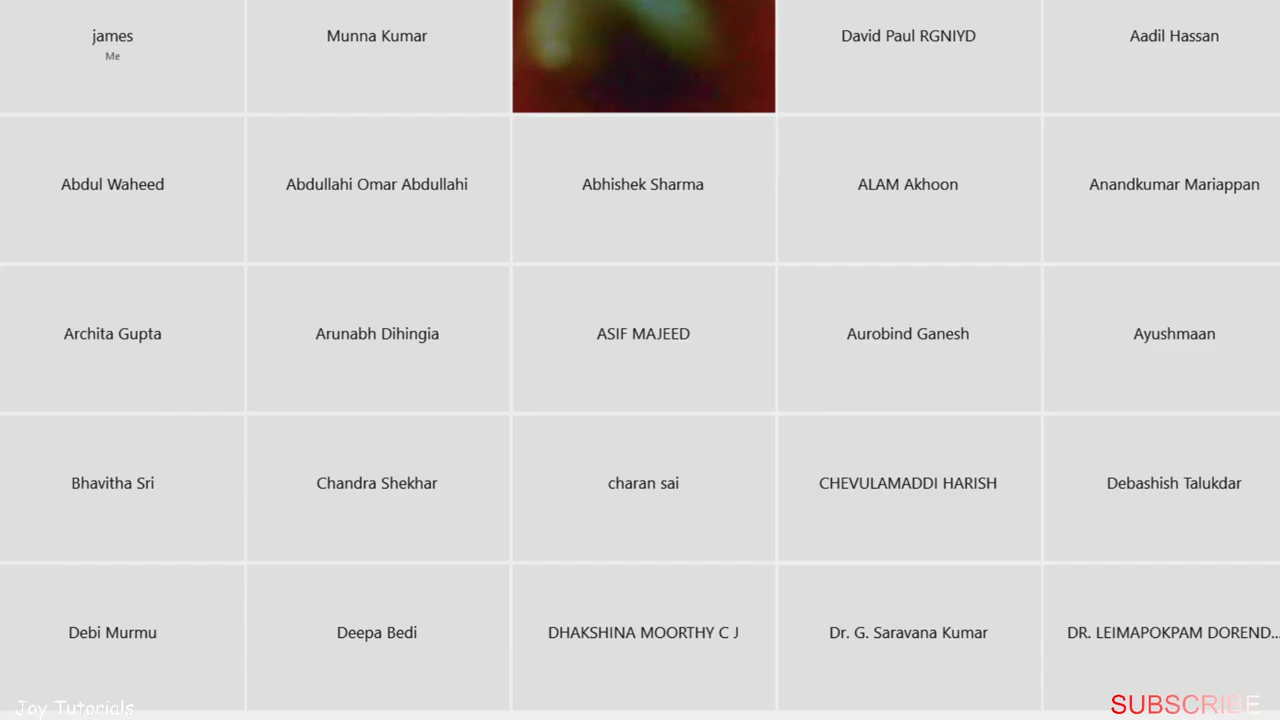 james
Me
Munna Kumar
David Paul RGNIYD
Aadil Hassan
Abdul Waheed
Abdullahi Omar Abdullahi
Abhishek Sharma
ALAM Akhoon
Anandkumar Mariappan
Archita Gupta
Arunabh Dihingia
ASIF MAJEED
Aurobind Ganesh
Ayushmaan
Bhavitha Sri
Chandra Shekhar
charan sai
CHEVULAMADDI HARISH
Debashish Talukdar
Debi Murmu
Deepa Bedi
DHAKSHINA MOORTHY C J
Dr. G. Saravana Kumar
DR. LEIMAPOKPAM DOREND...
Joy Tutorials
SUBSCRIBE